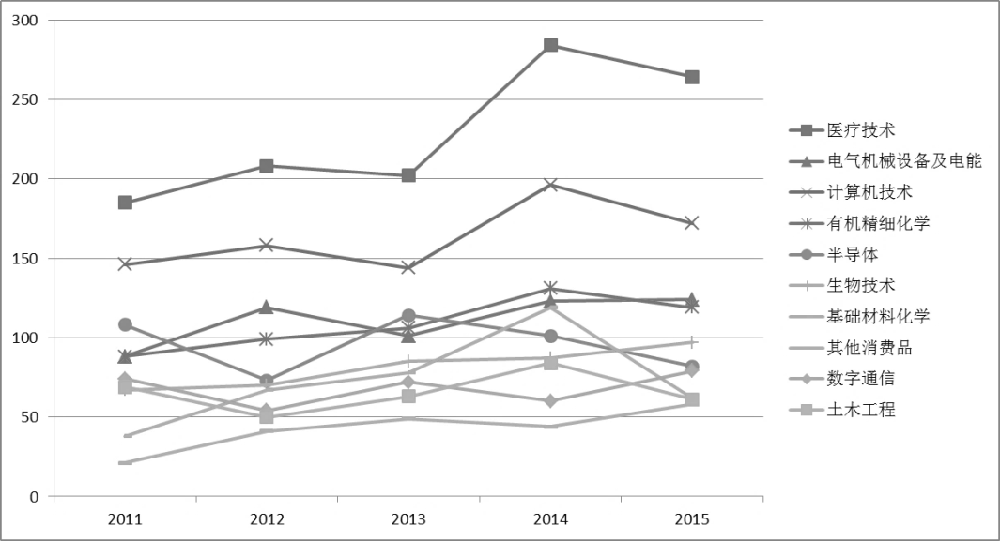 300
250
200
150
100
50
0
2011 2012 2013 2014 2015
医疗技术
电气机械设备及电能
计算机技术
有机精细化学
半导体
生物技术
基础材料化学
其他消费品
数字通信
土木工程